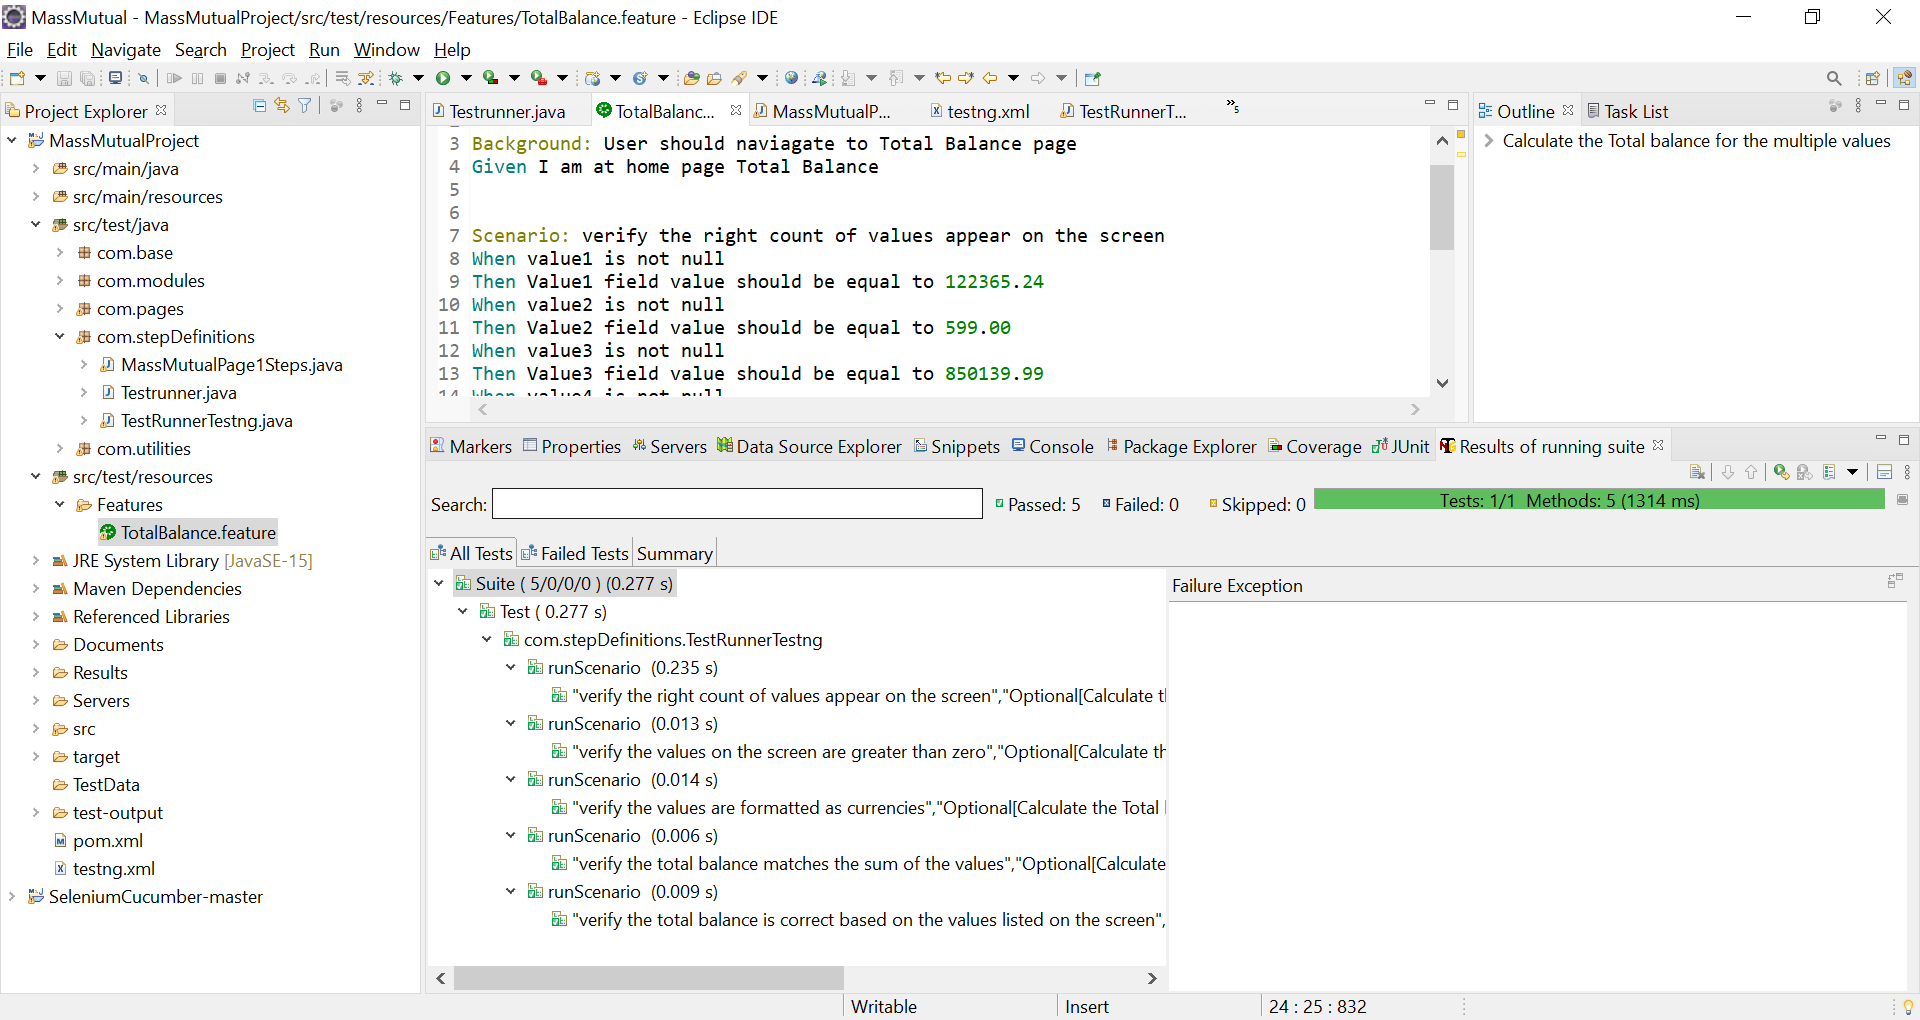 MassMutual - MassMutualProject/src/test/resources/Features/TotalBalance.feature - Eclipse IDE
File Edit Navigate Search Project Run Window Help
Project Explorer
MassMutualProject
src/main/java
src/main/resources
src/test/java
com.base
com.modules
com.pages
com.stepDefinitions
MassMutualPage1Steps.java
Testrunner.java
TestRunnerTestng.java
com.utilities
src/test/resources
Features
TotalBalance.feature
JRE System Library [JavaSE-15]
Maven Dependencies
Referenced Libraries
Documents
Results
Servers
src
target
TestData
test-output
pom.xml
testng.xml
SeleniumCucumber-master
Testrunner.java TotalBalanc... MassMutualP... testng.xml TestRunnerT... »5
3 Background: User should naviagate to Total Balance page
4 Given I am at home page Total Balance
5
6
7 Scenario: verify the right count of values appear on the screen
8 When value1 is not null
9 Then Value1 field value should be equal to 122365.24
10 When value2 is not null
11 Then Value2 field value should be equal to 599.00
12 When value3 is not null
13 Then Value3 field value should be equal to 850139.99
14 When value4 is not null
Outline Task List
Calculate the Total balance for the multiple values
Markers Properties Servers Data Source Explorer Snippets Console Package Explorer Coverage JUnit Results of running suite
Search: Passed: 5 Failed: 0 Skipped: 0 Tests: 1/1 Methods: 5 (1314 ms)
All Tests Failed Tests Summary
Suite ( 5/0/0/0 ) (0.277 s)
Test ( 0.277 s)
com.stepDefinitions.TestRunnerTestng
runScenario (0.235 s)
"verify the right count of values appear on the screen","Optional[Calculate t
runScenario (0.013 s)
"verify the values on the screen are greater than zero","Optional[Calculate th
runScenario (0.014 s)
"verify the values are formatted as currencies","Optional[Calculate the Total
runScenario (0.006 s)
"verify the total balance matches the sum of the values","Optional[Calculate
runScenario (0.009 s)
"verify the total balance is correct based on the values listed on the screen",
Failure Exception
Writable Insert 24 : 25 : 832